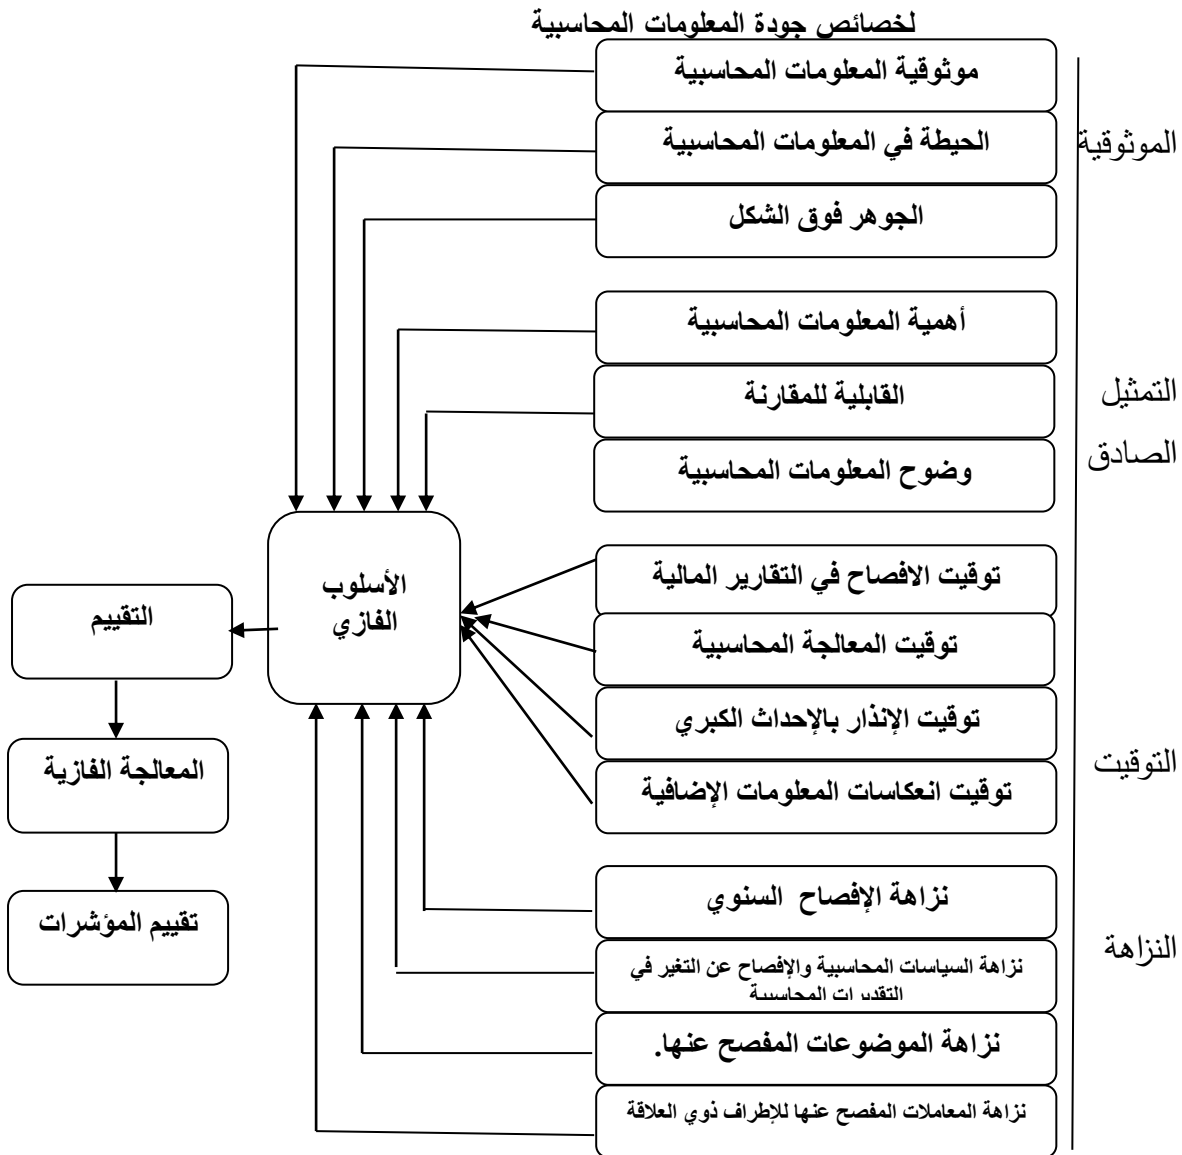 لخصائص جودة المعلومات المحاسبية
موثوقية المعلومات المحاسبية
الموثوقية
الحيطة في المعلومات المحاسبية
الجوهر فوق الشكل
أهمية المعلومات المحاسبية
التمثيل
القابلية للمقارنة
الصادق
وضوح المعلومات المحاسبية
توقيت الافصاح في التقارير المالية
توقيت المعالجة المحاسبية
توقيت الإنذار بالإحداث الكبري
التوقيت
توقيت انعكاسات المعلومات الإضافية
نزاهة الإفصاح السنوي
النزاهة
نزاهة السياسات المحاسبية والإفصاح عن التغير في
التقديرات المحاسبية
نزاهة الموضوعات المفصح عنها.
نزاهة المعاملات المفصح عنها للإطراف ذوي العلاقة
الأسلوب
الفازي
التقييم
المعالجة الفازية
تقييم المؤشرات